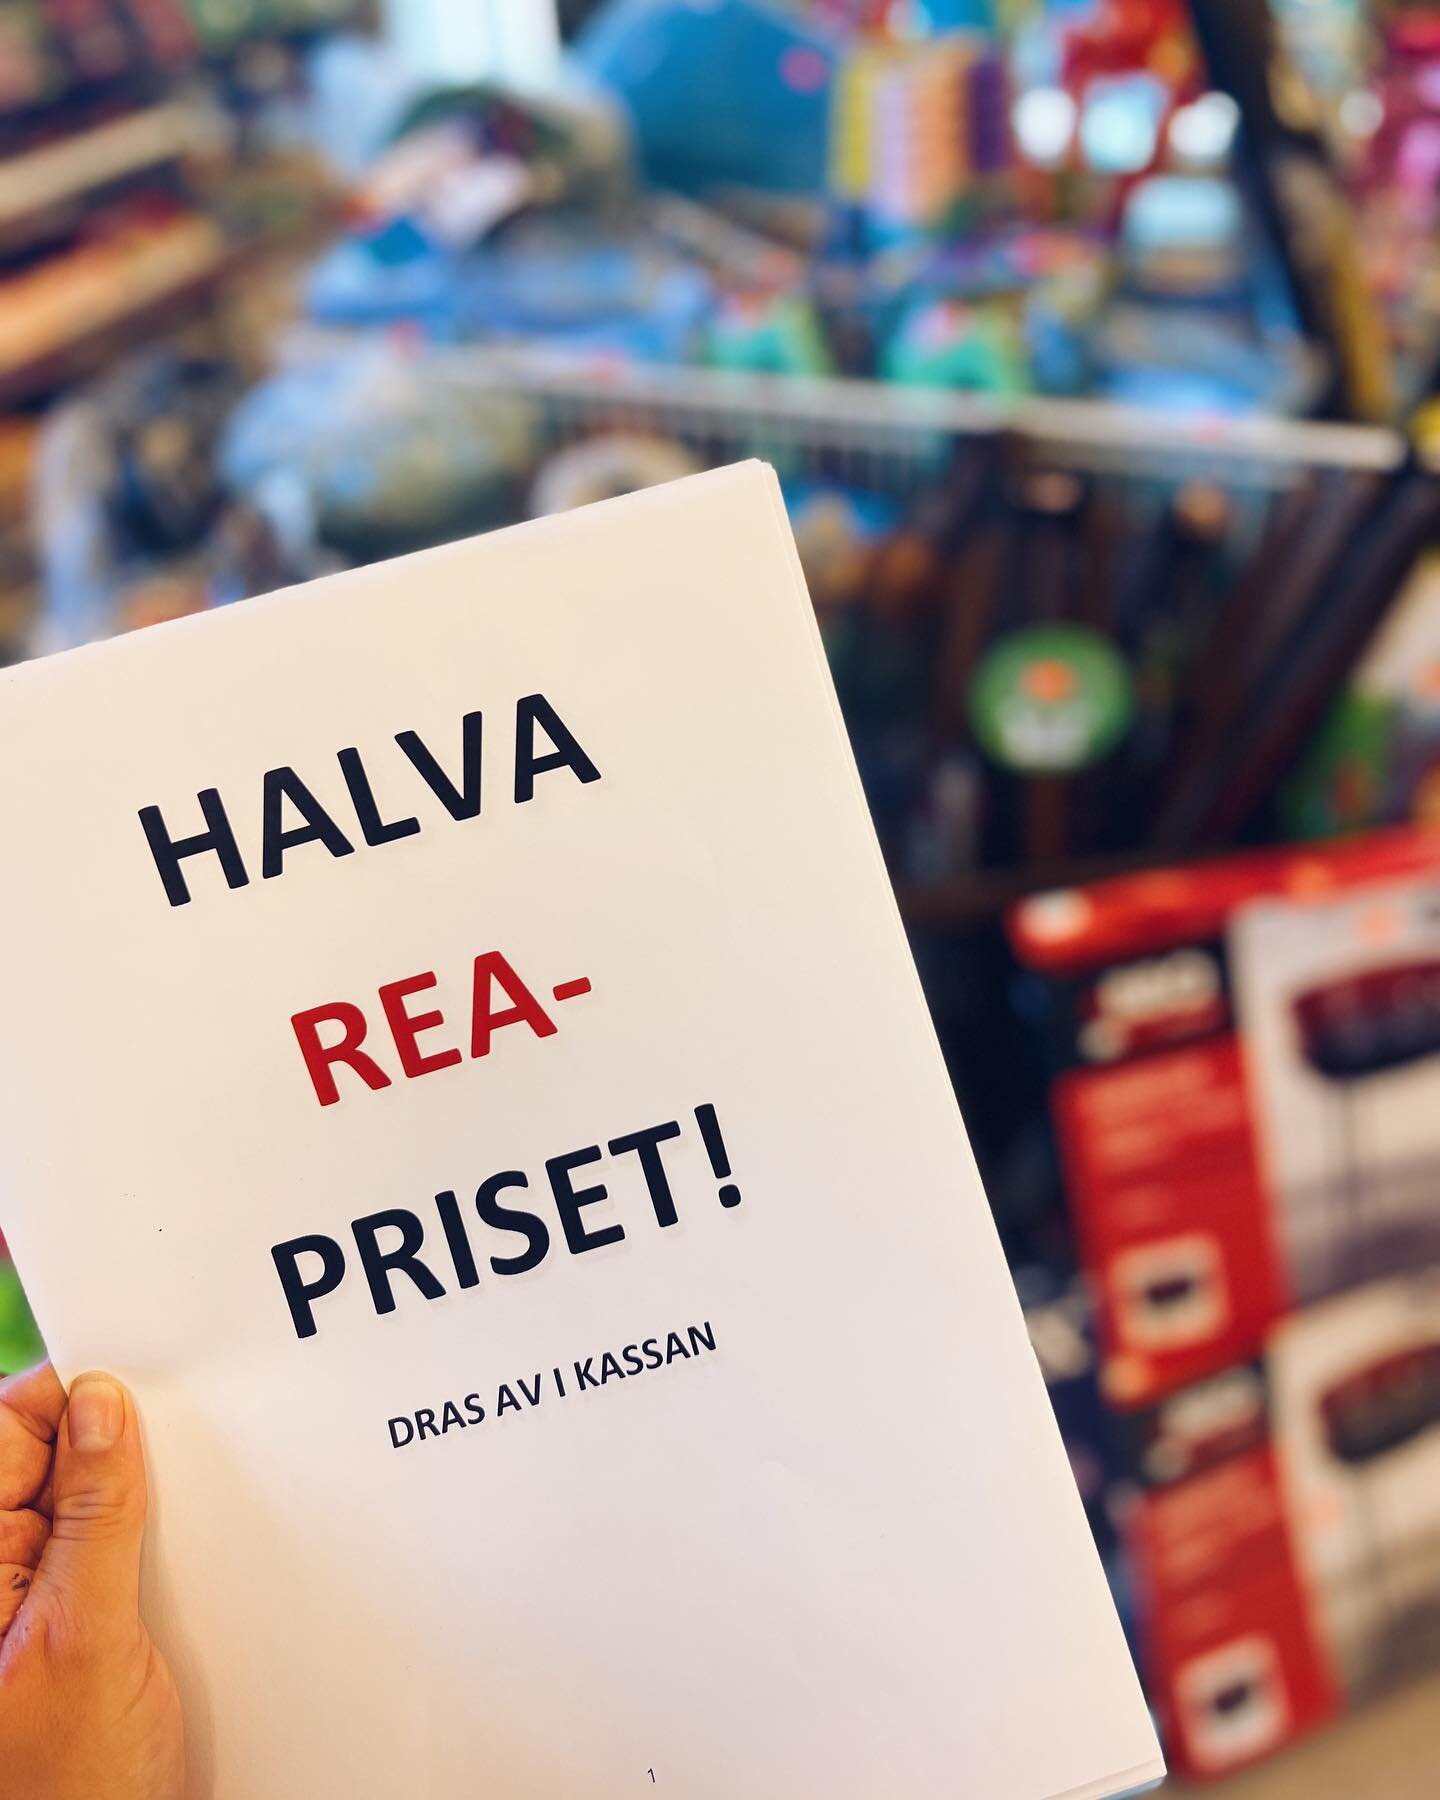 HALVA
REA-
PRISET!
DRAS AV I KASSAN
1